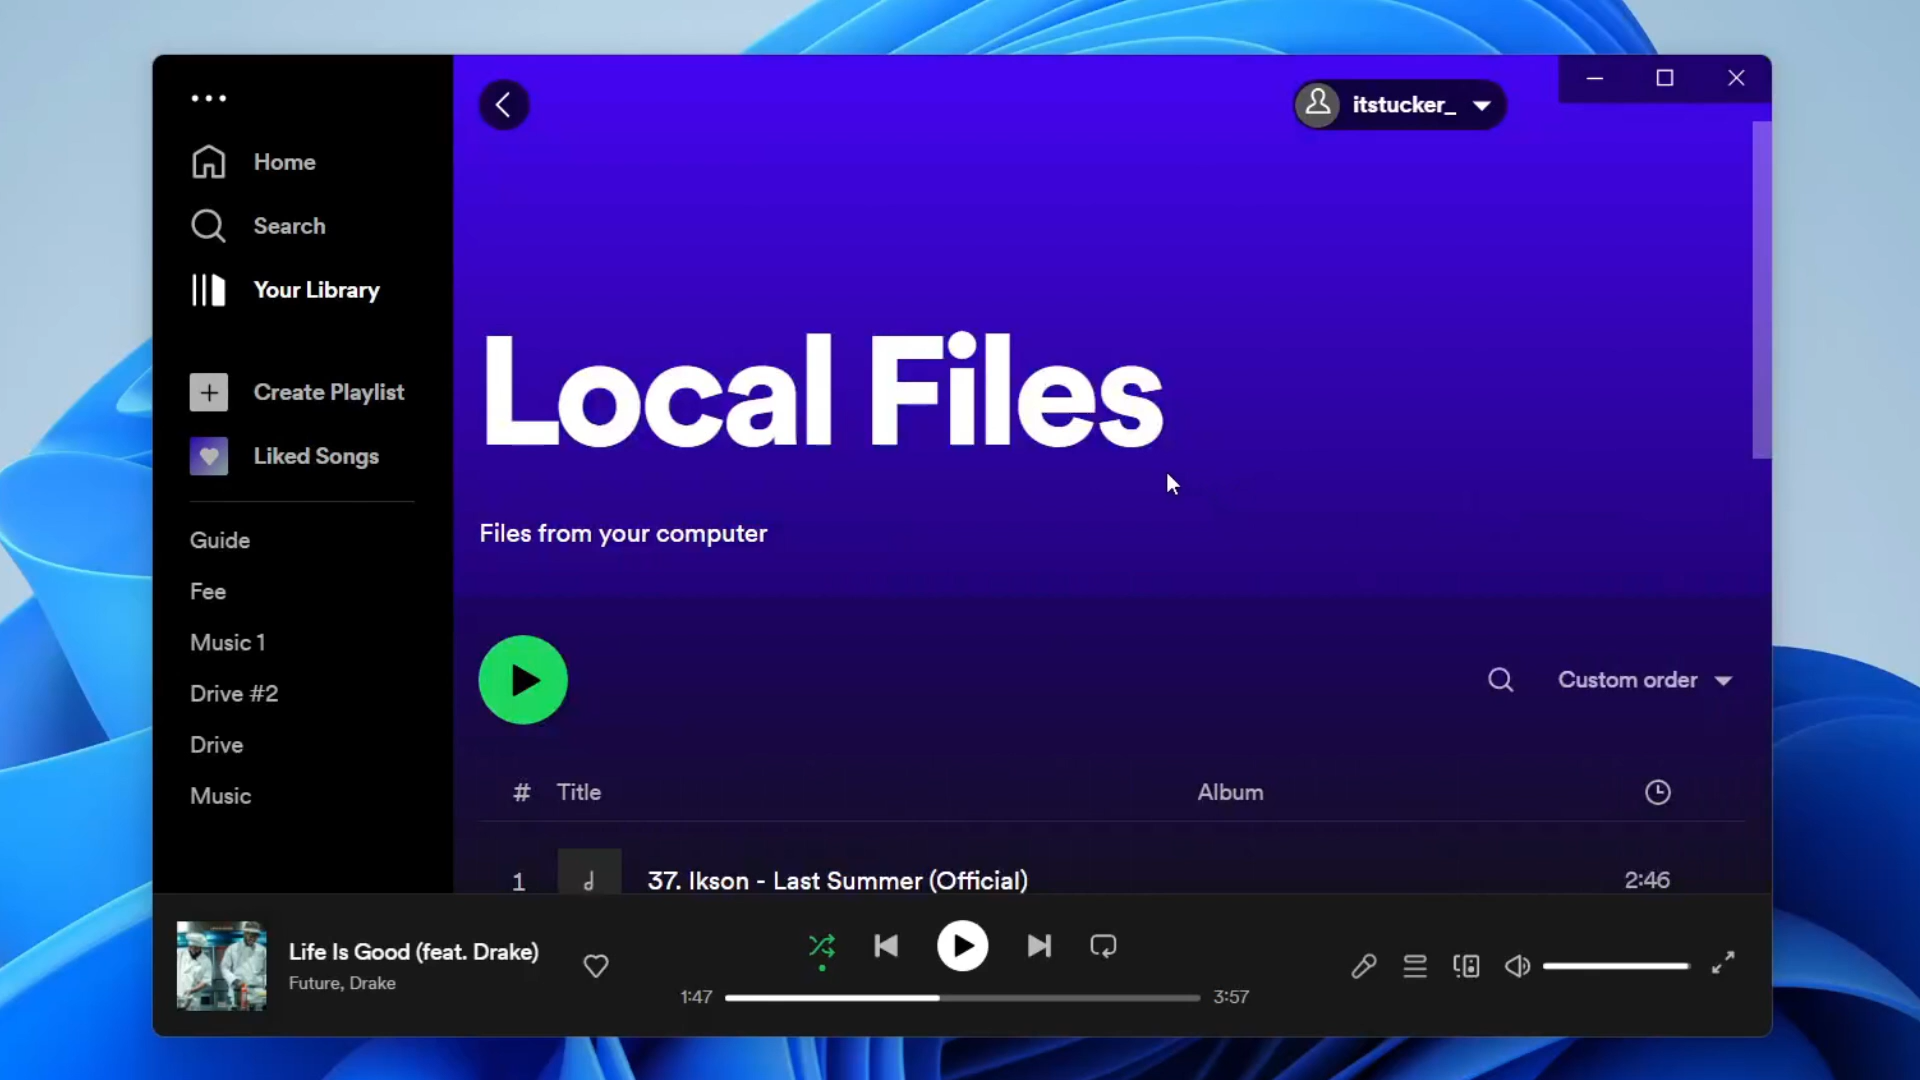 Home
Search
Your Library
Create Playlist
Liked Songs
Guide
Fee
Music 1
Drive #2
Drive
Music
itstucker_
Local Files
Files from your computer
Custom order
# Title Album
1 37. Ikson - Last Summer (Official) 2:46
Life Is Good (feat. Drake)
Future, Drake
1:47 3:57